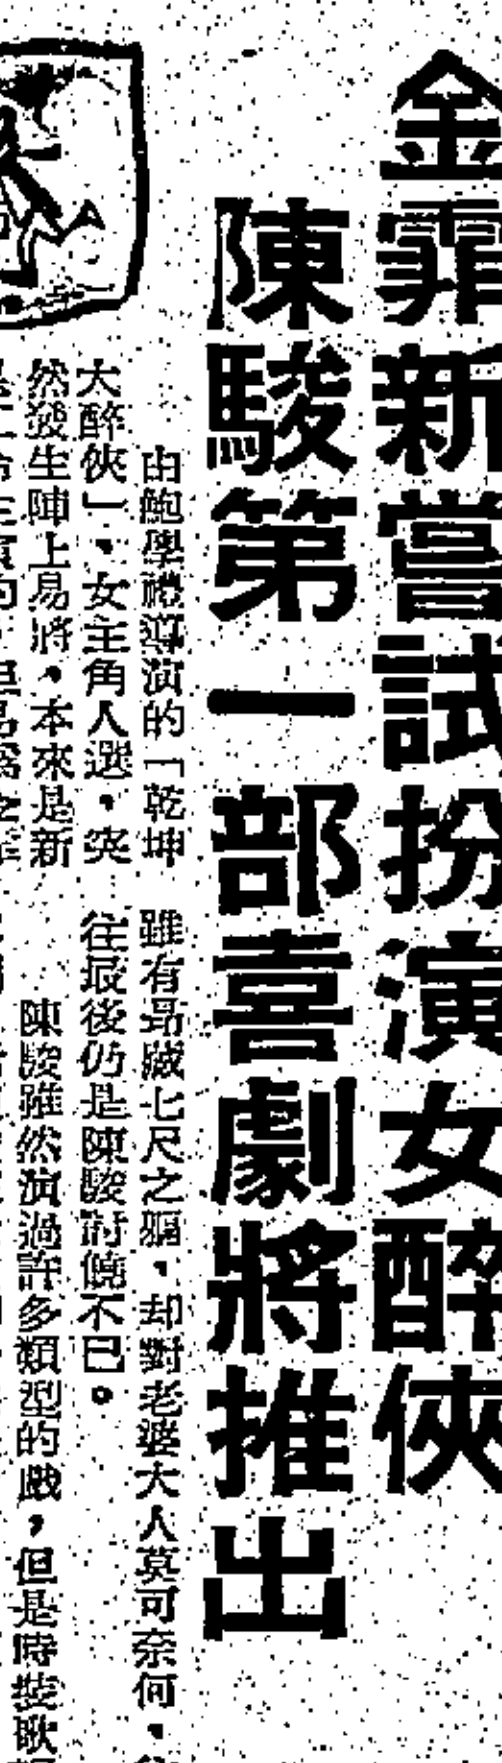 金霏新嘗試扮演女醉俠
陳駿第一部喜劇將推出
由鮑學禮導演的「乾坤
大醉俠」，女主角人選，突
然發生陣上易將，本來是新
雖有昂藏七尺之軀，却對老婆大人莫可奈何，往
往最後仍是陳駿討饒不已。
陳駿雖然演過許多類型的戲，但是時裝歌